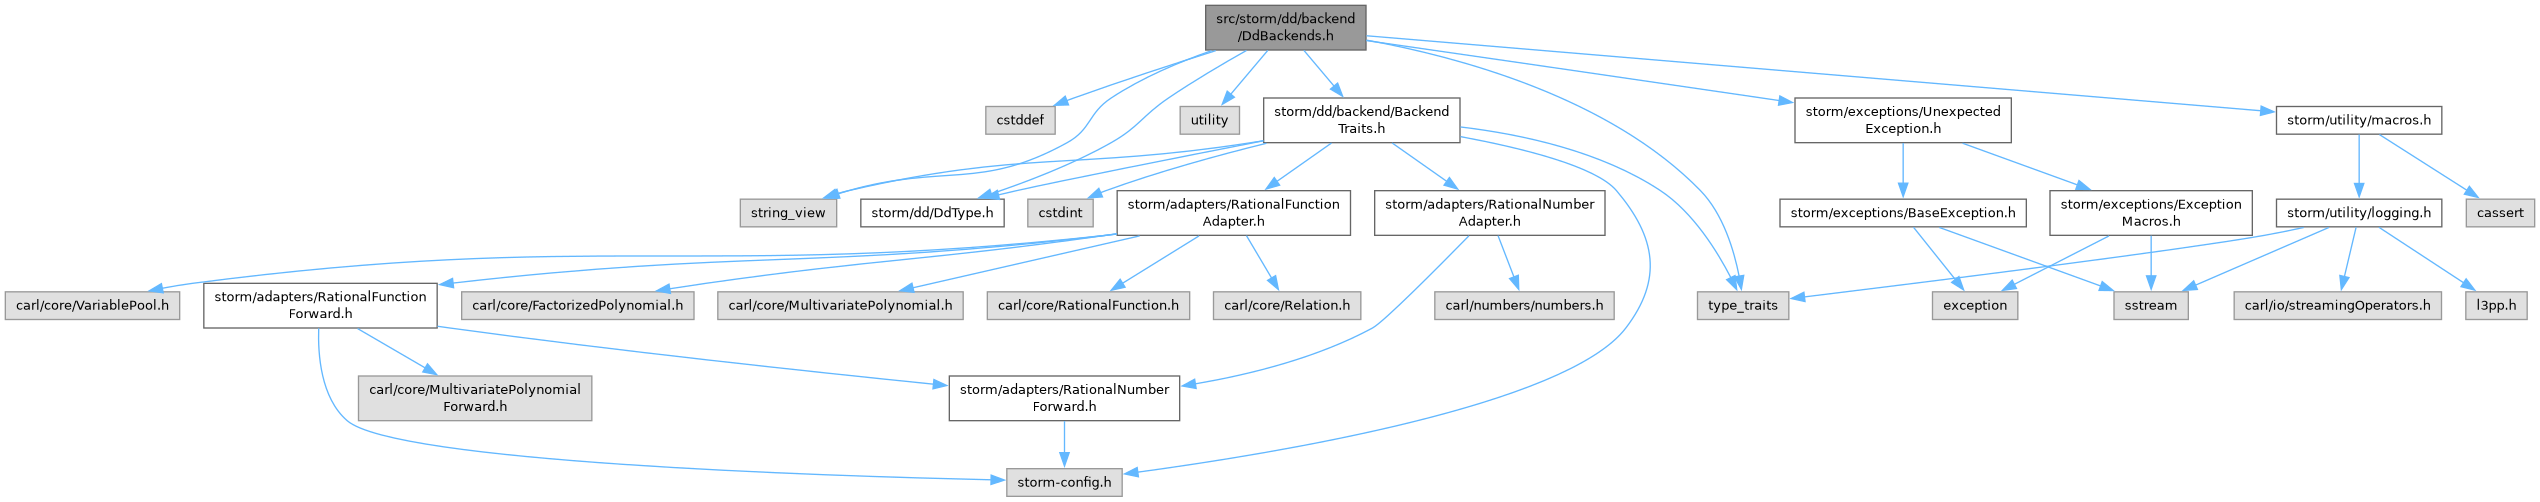 src/storm/dd/backend
/DdBackends.h
cstddef
utility
storm/dd/backend/Backend
Traits.h
storm/exceptions/Unexpected
Exception.h
storm/utility/macros.h
string_view
storm/dd/DdType.h
cstdint
storm/adapters/RationalFunction
Adapter.h
storm/adapters/RationalNumber
Adapter.h
storm/exceptions/BaseException.h
storm/exceptions/Exception
Macros.h
storm/utility/logging.h
cassert
carl/core/VariablePool.h
storm/adapters/RationalFunction
Forward.h
carl/core/FactorizedPolynomial.h
carl/core/MultivariatePolynomial.h
carl/core/RationalFunction.h
carl/core/Relation.h
carl/numbers/numbers.h
type_traits
exception
sstream
carl/io/streamingOperators.h
l3pp.h
carl/core/MultivariatePolynomial
Forward.h
storm/adapters/RationalNumber
Forward.h
storm-config.h